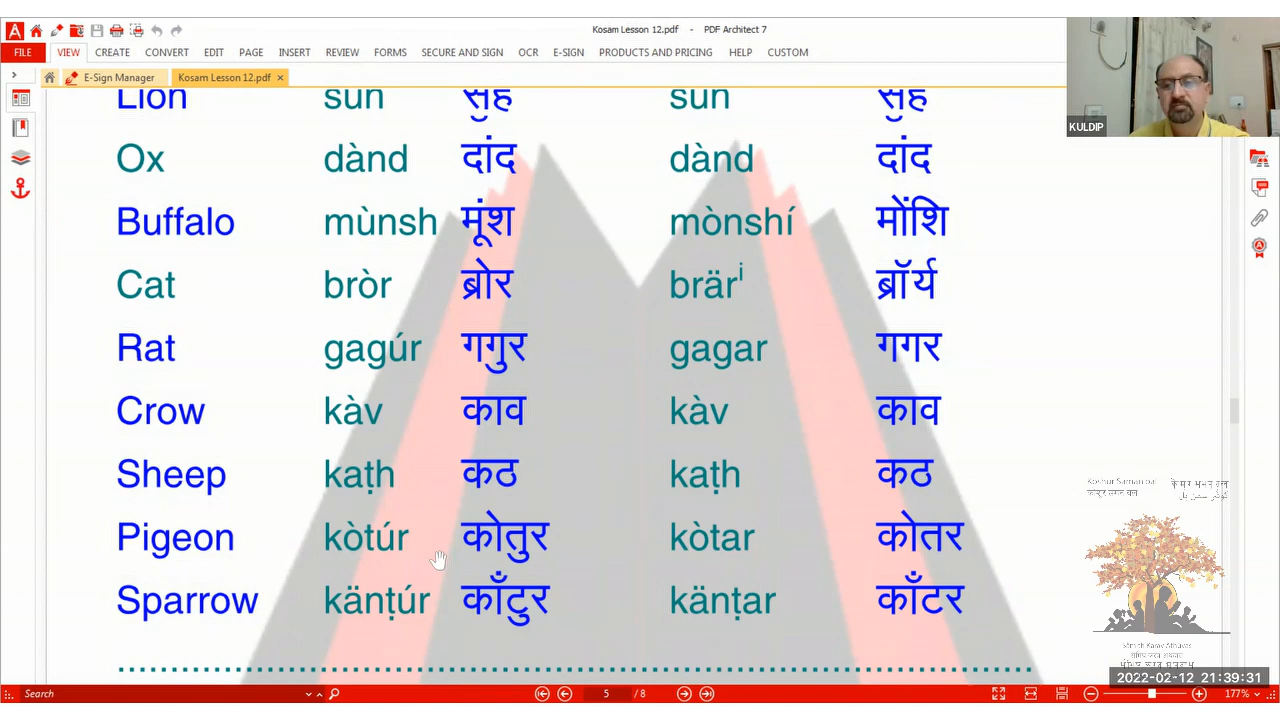 Kosam Lesson 12.pdf - PDF Architect 7
FILE VIEW CREATE CONVERT EDIT PAGE INSERT REVIEW FORMS SECURE AND SIGN OCR E-SIGN PRODUCTS AND PRICING HELP CUSTOM
E-Sign Manager Kosam Lesson 12.pdf ×
KULDIP
Lion
Ox dànd दांद dànd दांद
Buffalo mùnsh मूंश mònshí मोंशि
Cat bròr ब्रोर bräri ब्रॉर्य
Rat gagúr गगुर gagar गगर
Crow kàv काव kàv काव
Sheep kaṭh कठ kaṭh कठ
Pigeon kòtúr कोतुर kòtar कोतर
Sparrow känṭúr काँटुर känṭar काँटर
2022-02-12 21:39:31
Search 5 / 8 177%